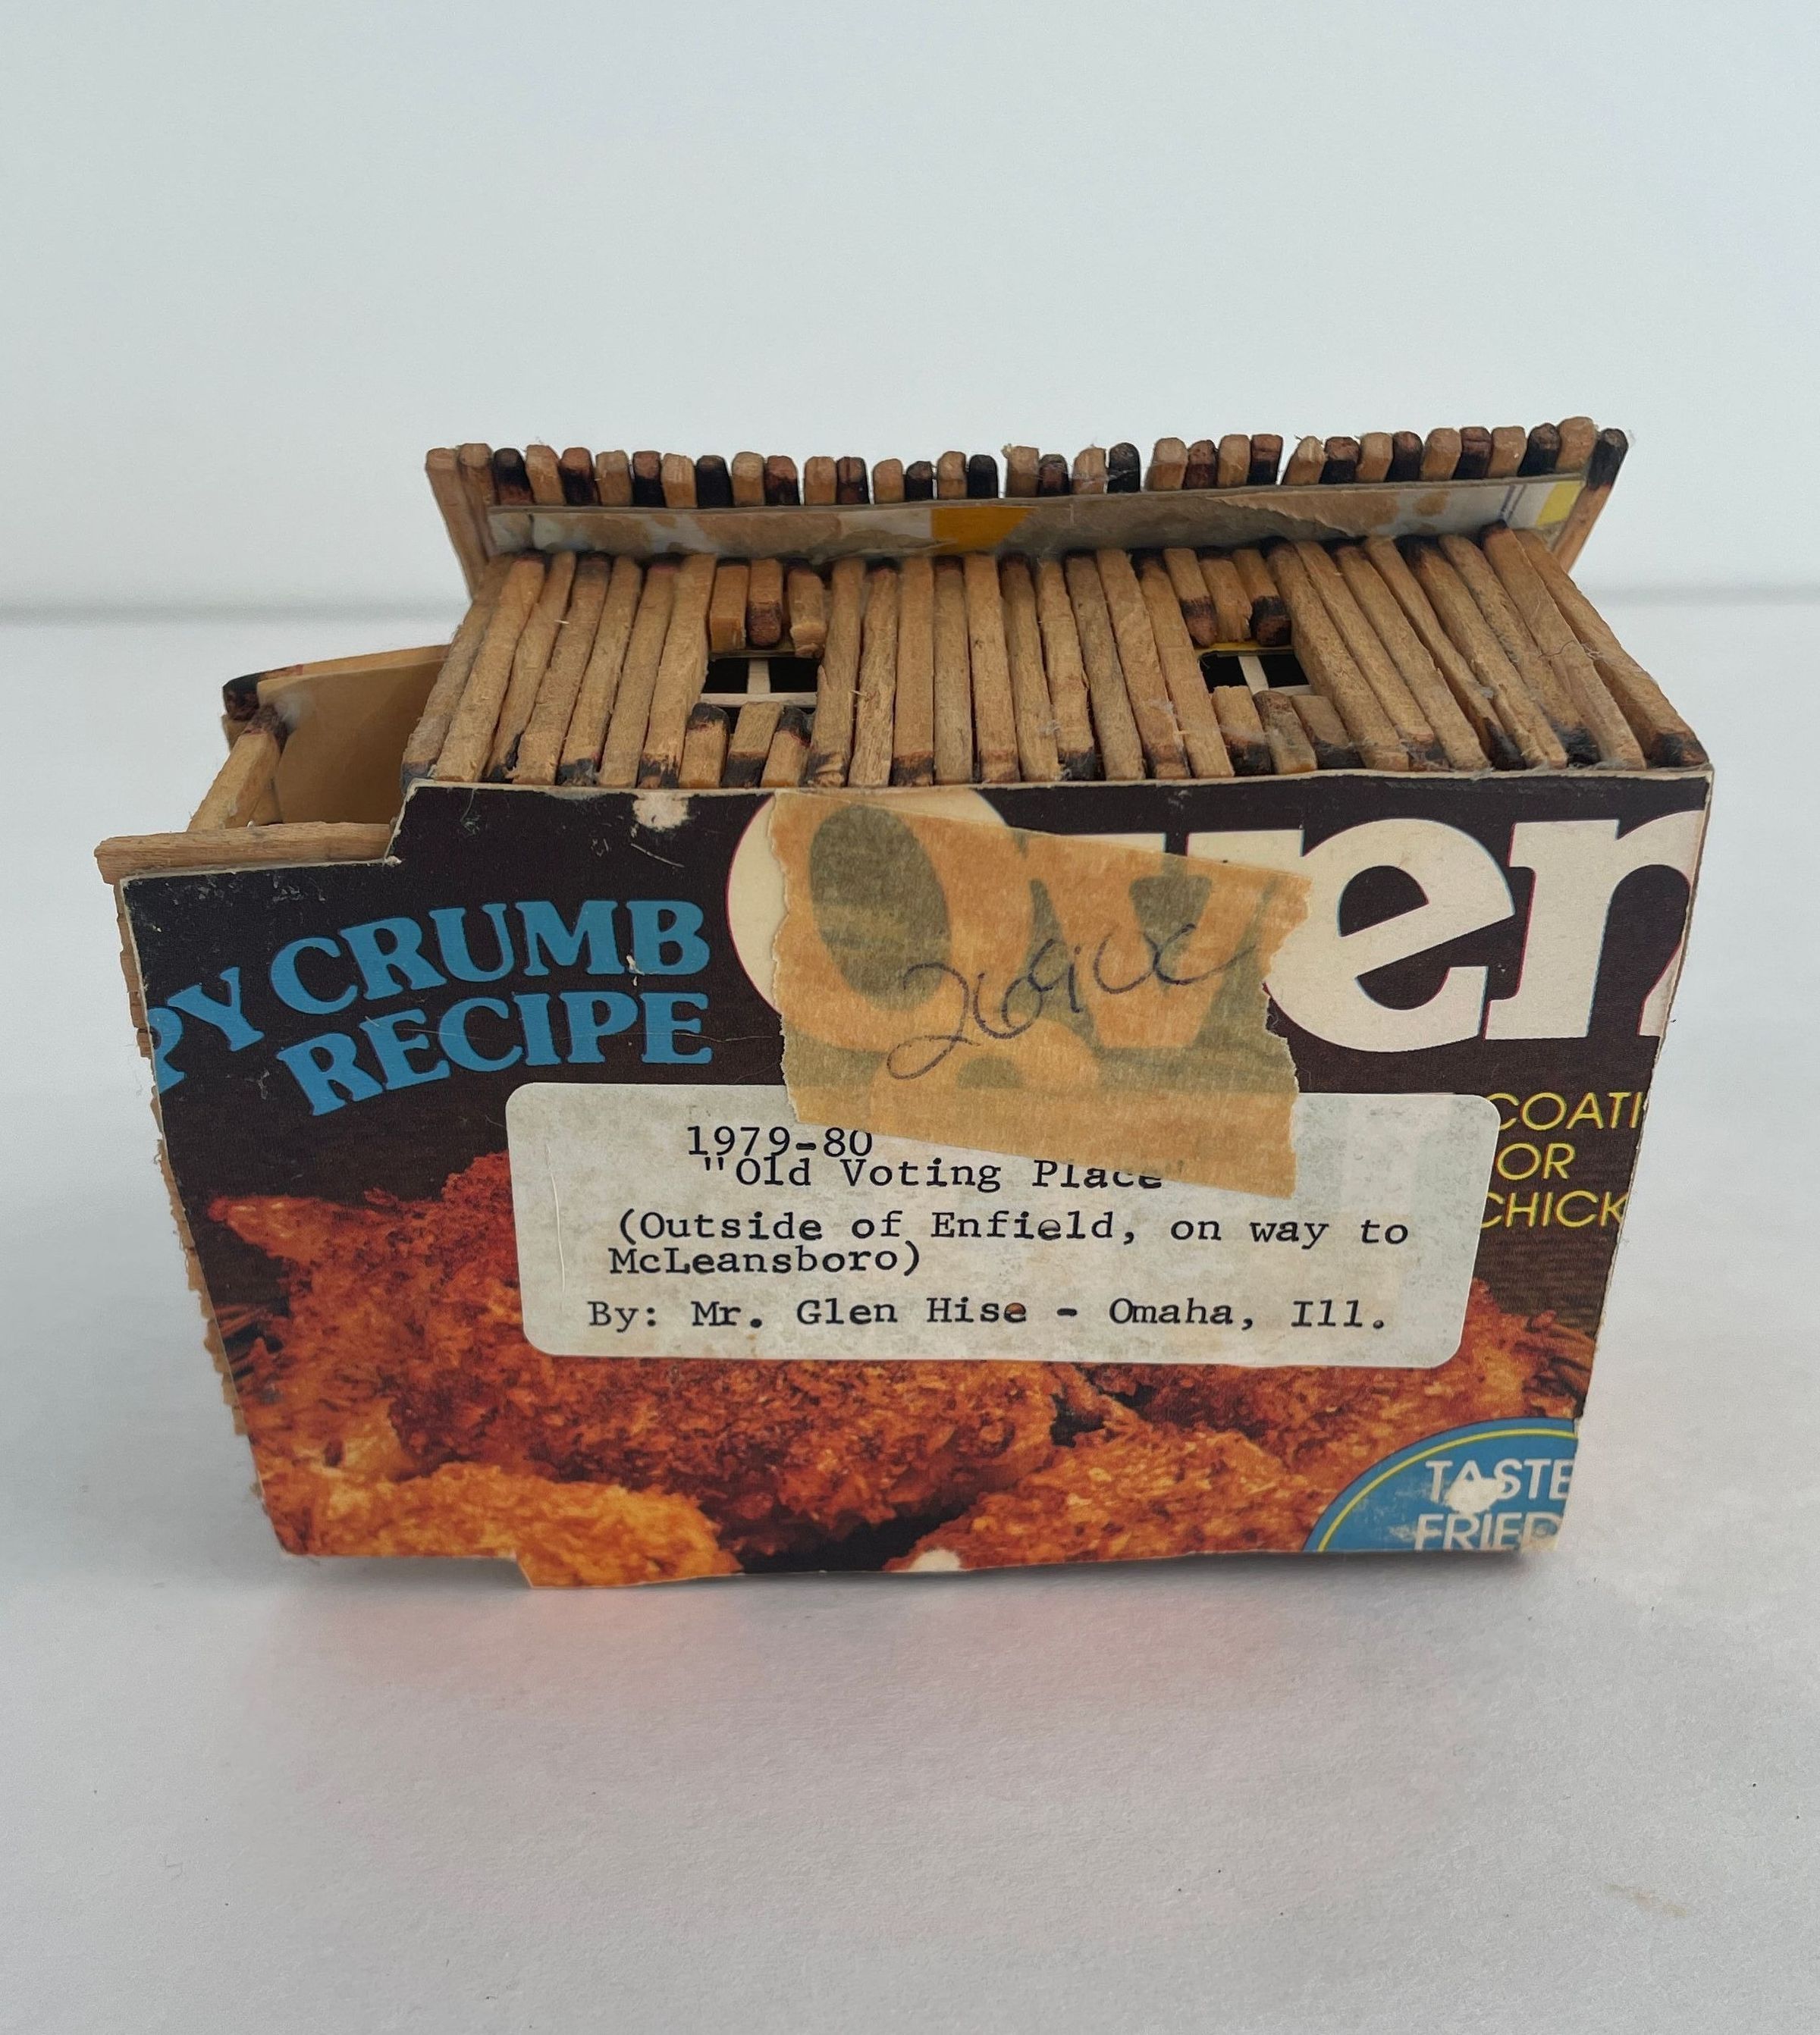 Oven
PY CRUMB
RECIPE
COATI
OR
CHICK
1979-80
"Old Voting Place"
(Outside of Enfield, on way to
McLeansboro)
By: Mr. Glen Hise - Omaha, Ill.
TASTE
FRIED